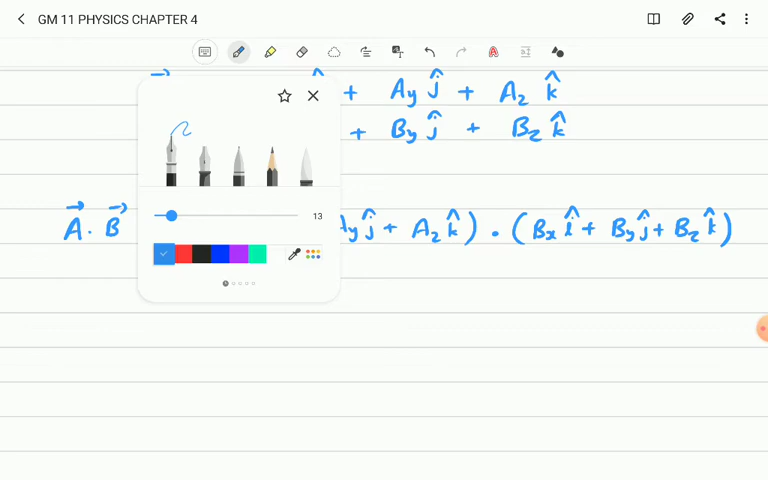 GM 11 PHYSICS CHAPTER 4
+ Ay ĵ + Az k̂
13
+ By ĵ + Bz k̂
A⃗ . B⃗ Ay ĵ + Az k̂ ) . ( Bx î + By ĵ + Bz k̂ )